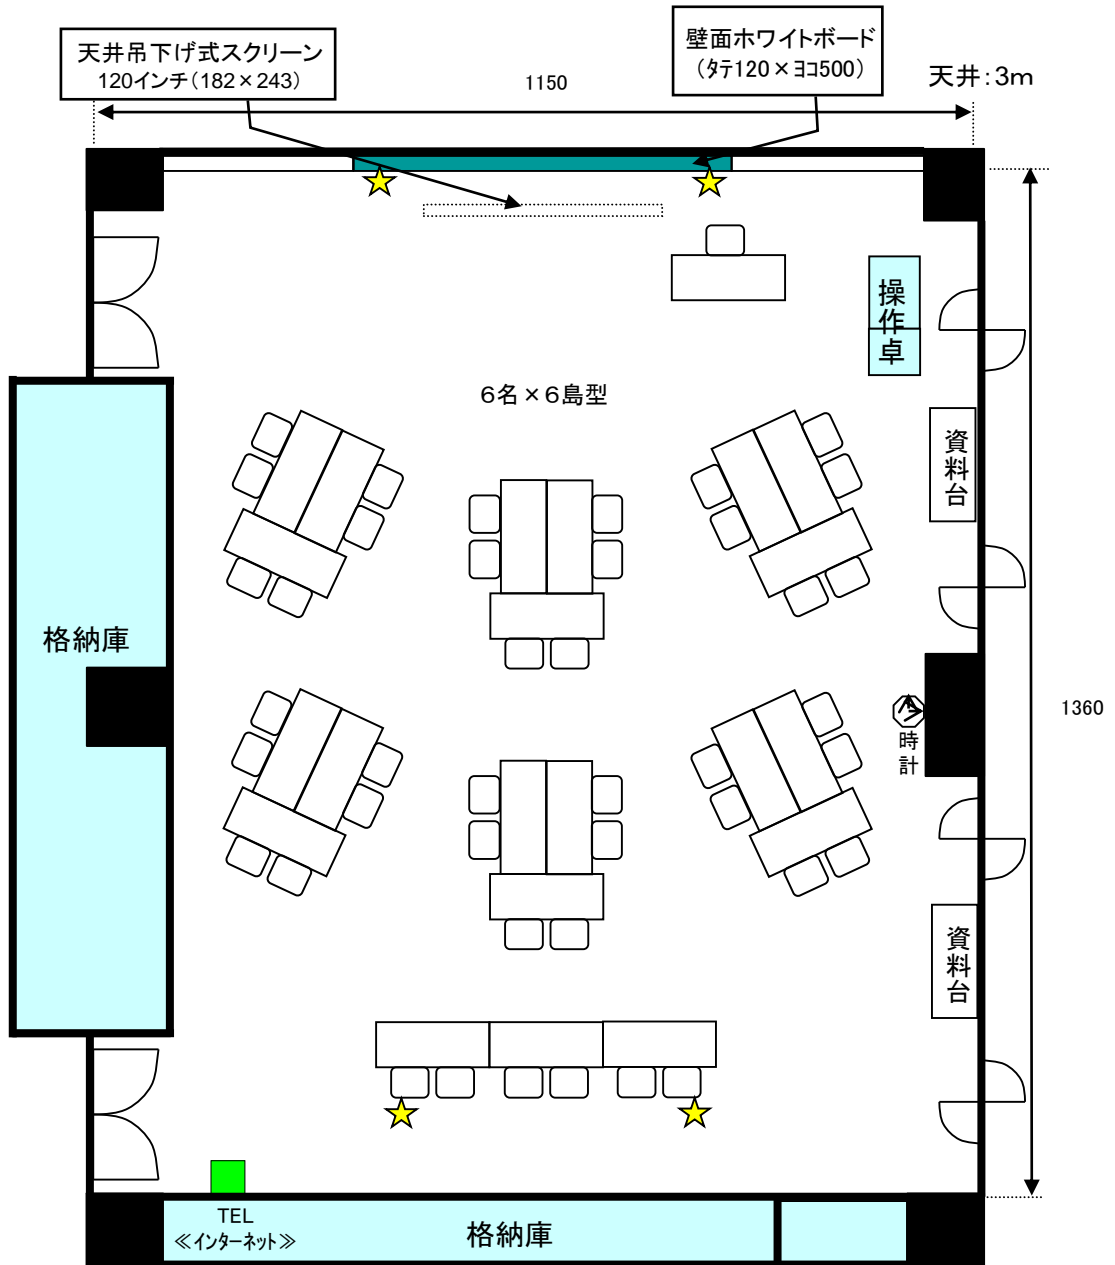 天井吊下げ式スクリーン
120インチ(182×243)
壁面ホワイトボード
(ﾀﾃ120×ﾖｺ500)
1150
天井:3m
操作卓
6名×6島型
資料台
格納庫
1360
時計
資料台
TEL
≪ｲﾝﾀｰﾈｯﾄ≫
格納庫